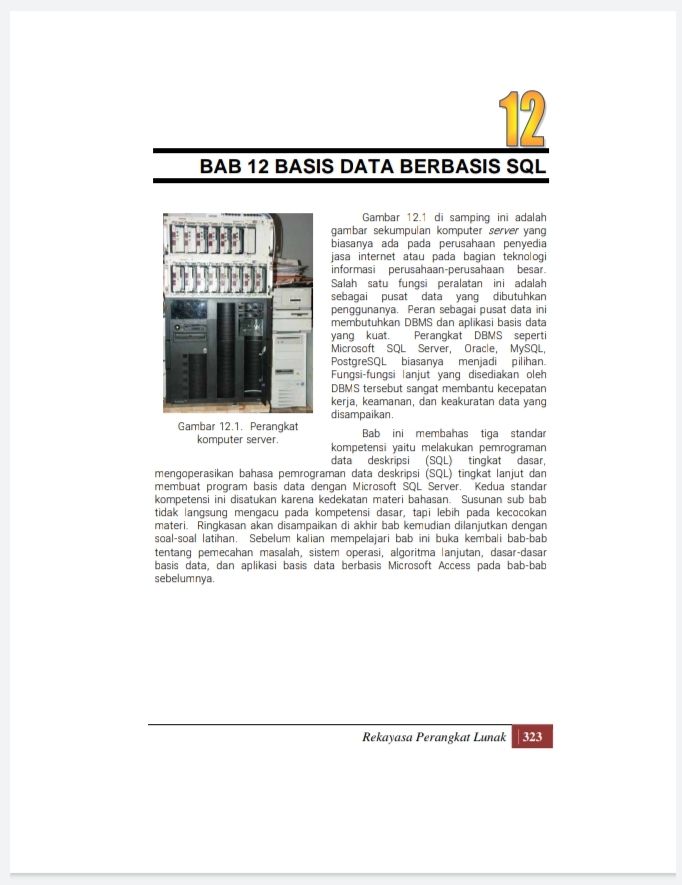 12
BAB 12 BASIS DATA BERBASIS SQL
Gambar 12.1 di samping ini adalah
gambar sekumpulan komputer server yang
biasanya ada pada perusahaan penyedia
jasa internet atau pada bagian teknologi
informasi perusahaan-perusahaan besar.
Salah satu fungsi peralatan ini adalah
sebagai pusat data yang dibutuhkan
penggunanya. Peran sebagai pusat data ini
membutuhkan DBMS dan aplikasi basis data
yang kuat. Perangkat DBMS seperti
Microsoft SQL Server, Oracle, MySQL,
PostgreSQL biasanya menjadi pilihan.
Fungsi-fungsi lanjut yang disediakan oleh
DBMS tersebut sangat membantu kecepatan
kerja, keamanan, dan keakuratan data yang
disampaikan.
Gambar 12.1. Perangkat
komputer server.
Bab ini membahas tiga standar
kompetensi yaitu melakukan pemrograman
data deskripsi (SQL) tingkat dasar,
mengoperasikan bahasa pemrograman data deskripsi (SQL) tingkat lanjut dan
membuat program basis data dengan Microsoft SQL Server. Kedua standar
kompetensi ini disatukan karena kedekatan materi bahasan. Susunan sub bab
tidak langsung mengacu pada kompetensi dasar, tapi lebih pada kecocokan
materi. Ringkasan akan disampaikan di akhir bab kemudian dilanjutkan dengan
soal-soal latihan. Sebelum kalian mempelajari bab ini buka kembali bab-bab
tentang pemecahan masalah, sistem operasi, algoritma lanjutan, dasar-dasar
basis data, dan aplikasi basis data berbasis Microsoft Access pada bab-bab
sebelumnya.
Rekayasa Perangkat Lunak | 323